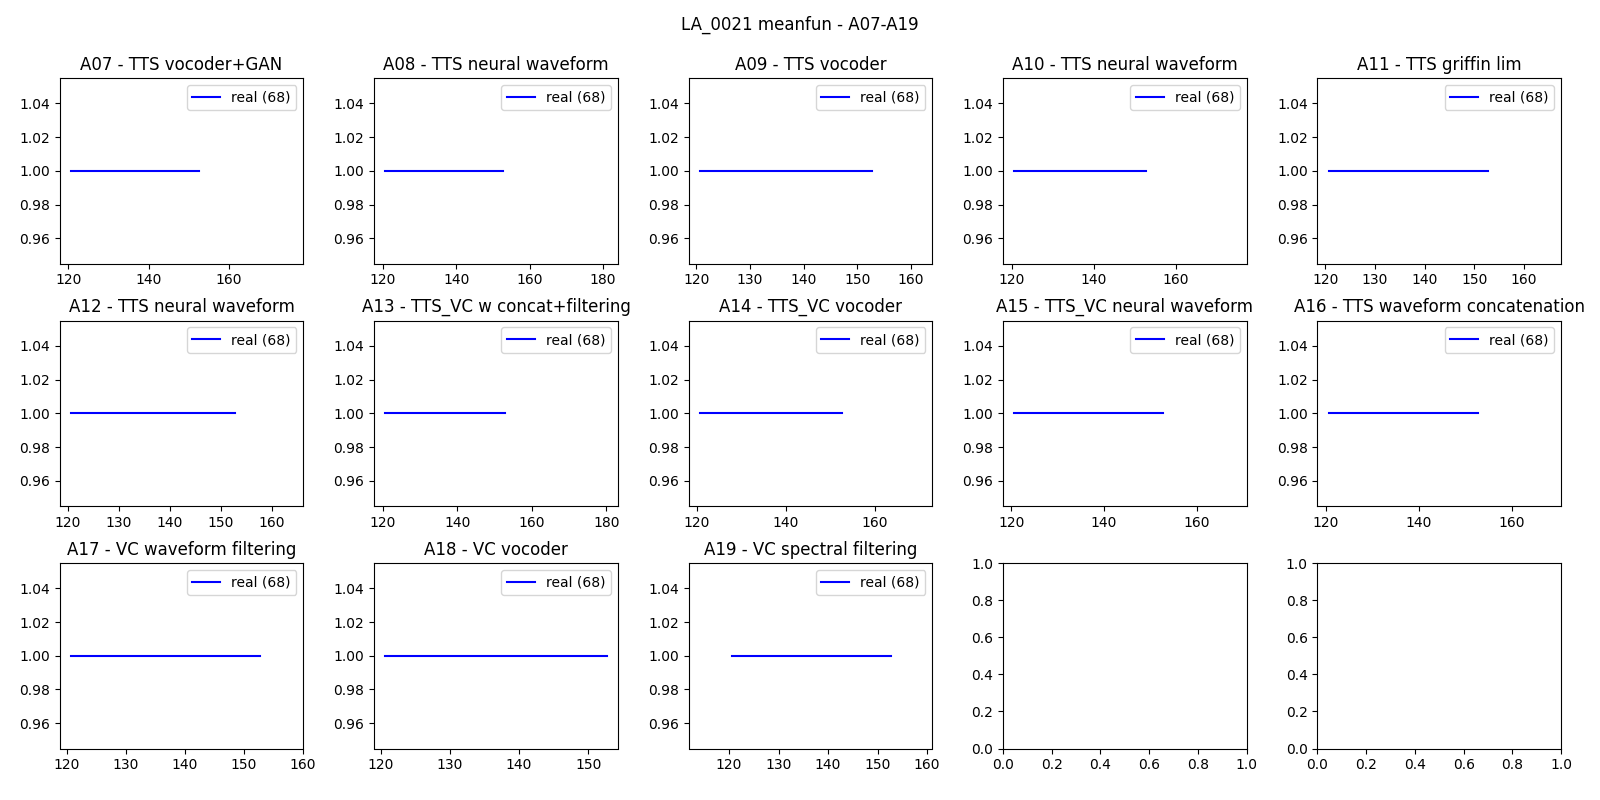 LA_0021 meanfun - A07-A19
A07 - TTS vocoder+GAN
A08 - TTS neural waveform
A09 - TTS vocoder
A10 - TTS neural waveform
A11 - TTS griffin lim
real (68)
real (68)
real (68)
real (68)
real (68)
1.04 1.02 1.00 0.98 0.96
1.04 1.02 1.00 0.98 0.96
1.04 1.02 1.00 0.98 0.96
1.04 1.02 1.00 0.98 0.96
1.04 1.02 1.00 0.98 0.96
120 140 160
120 140 160 180
120 130 140 150 160
120 140 160
120 130 140 150 160
A12 - TTS neural waveform
A13 - TTS_VC w concat+filtering
A14 - TTS_VC vocoder
A15 - TTS_VC neural waveform
A16 - TTS waveform concatenation
real (68)
real (68)
real (68)
real (68)
real (68)
1.04 1.02 1.00 0.98 0.96
1.04 1.02 1.00 0.98 0.96
1.04 1.02 1.00 0.98 0.96
1.04 1.02 1.00 0.98 0.96
1.04 1.02 1.00 0.98 0.96
120 130 140 150 160
120 140 160 180
120 140 160
120 140 160
120 140 160
A17 - VC waveform filtering
A18 - VC vocoder
A19 - VC spectral filtering
real (68)
real (68)
real (68)
1.04 1.02 1.00 0.98 0.96
1.04 1.02 1.00 0.98 0.96
1.04 1.02 1.00 0.98 0.96
1.0 0.8 0.6 0.4 0.2 0.0
1.0 0.8 0.6 0.4 0.2 0.0
120 130 140 150 160
120 130 140 150
120 130 140 150 160
0.0 0.2 0.4 0.6 0.8 1.0
0.0 0.2 0.4 0.6 0.8 1.0